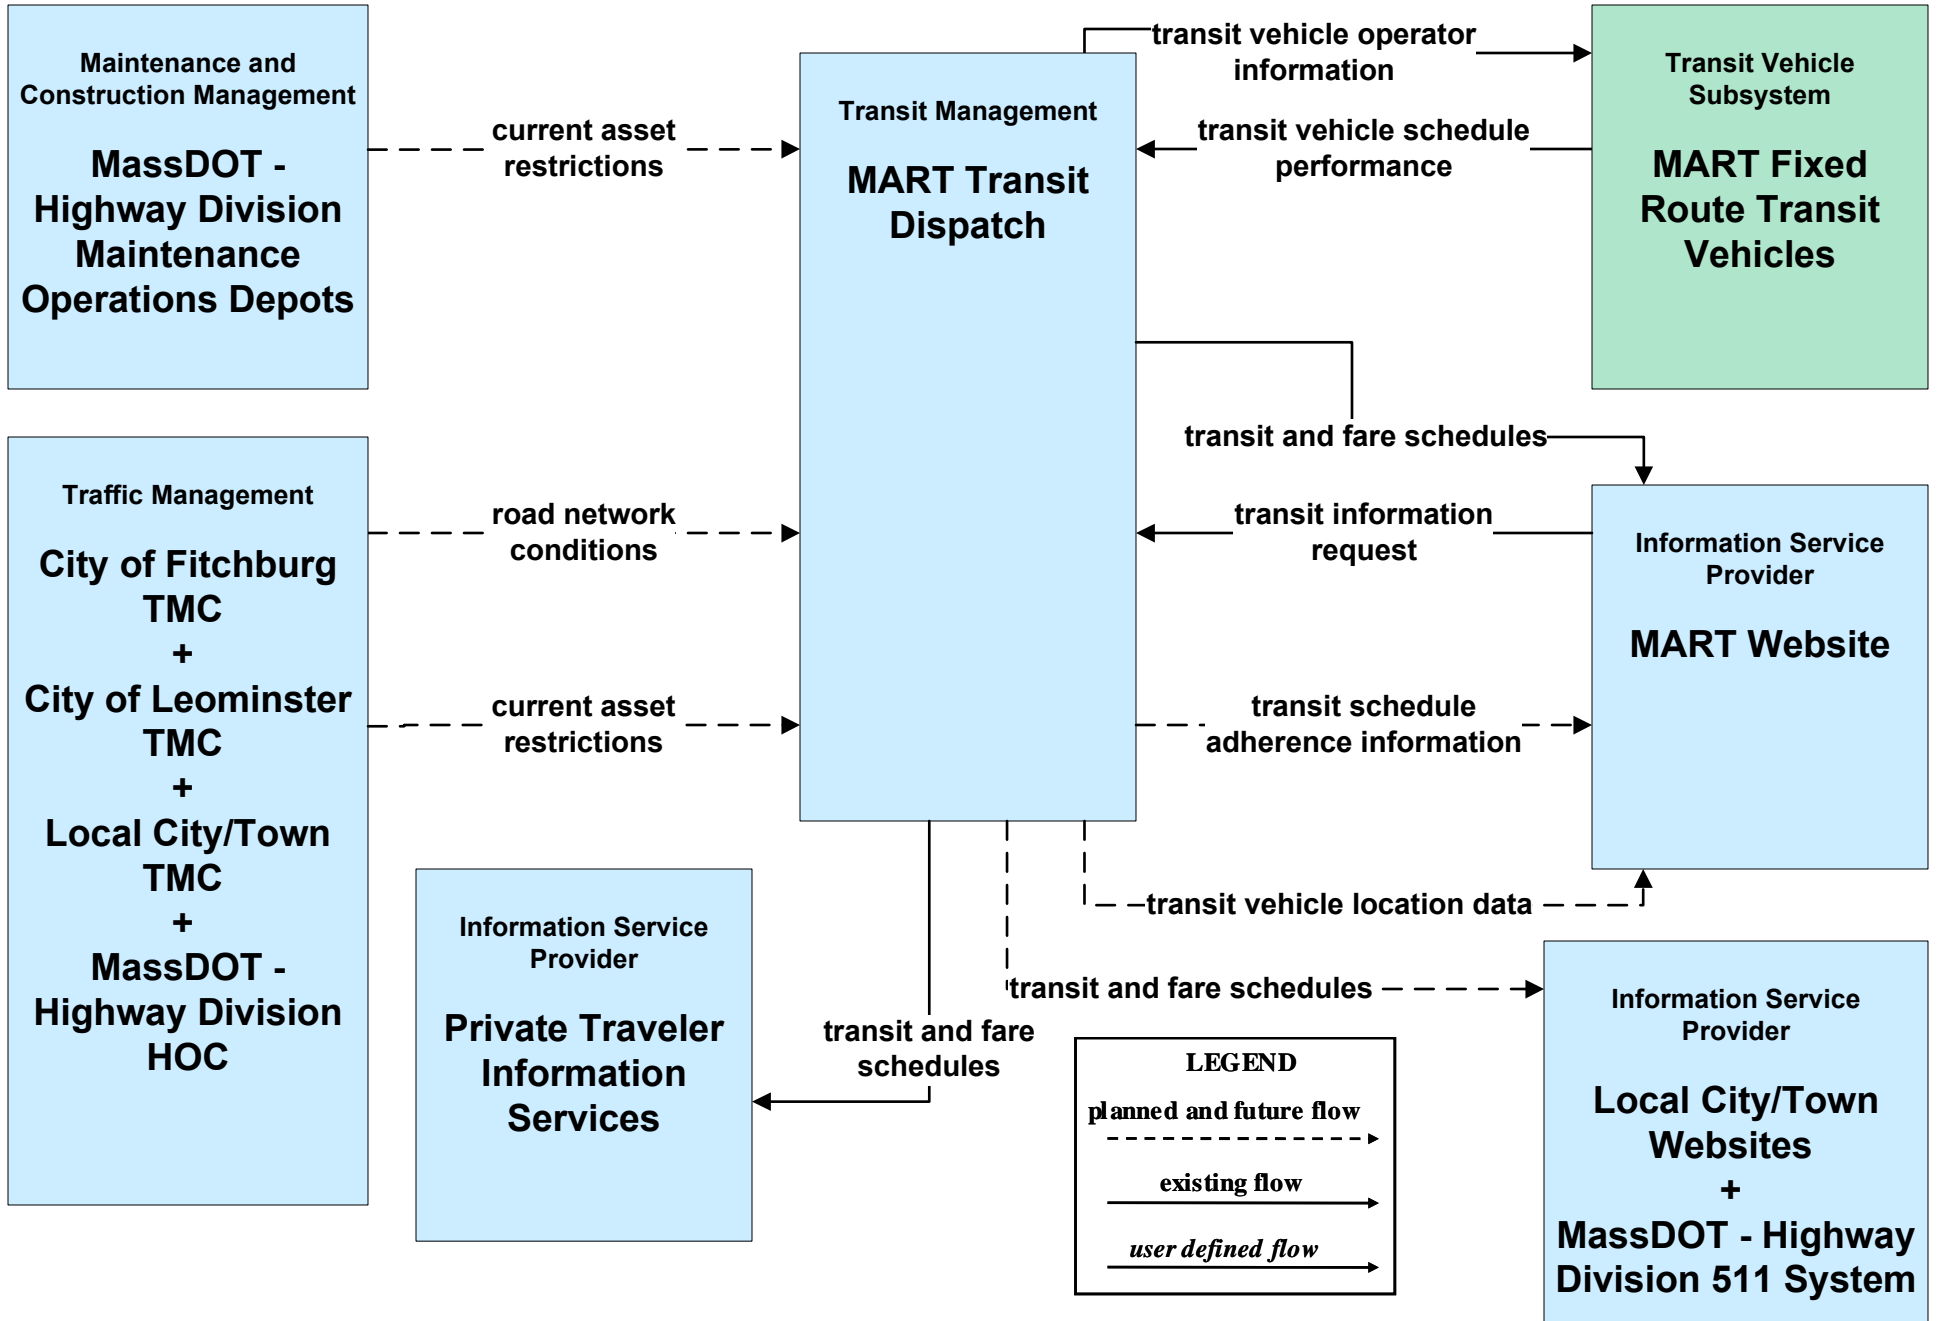 Maintenance and
Construction Management
MassDOT -
Highway Division
Maintenance
Operations Depots
current asset
restrictions
Transit Management
MART Transit
Dispatch
transit vehicle operator
information
transit vehicle schedule
performance
Transit Vehicle
Subsystem
MART Fixed
Route Transit
Vehicles
transit and fare schedules
Traffic Management
City of Fitchburg
TMC
+
City of Leominster
TMC
+
Local City/Town
TMC
+
MassDOT -
Highway Division
HOC
road network
conditions
current asset
restrictions
transit information
request
transit schedule
adherence information
Information Service
Provider
MART Website
transit vehicle location data
transit and fare schedules
Information Service
Provider
Private Traveler
Information
Services
transit and fare
schedules
LEGEND
planned and future flow
existing flow
user defined flow
Information Service
Provider
Local City/Town
Websites
+
MassDOT - Highway
Division 511 System